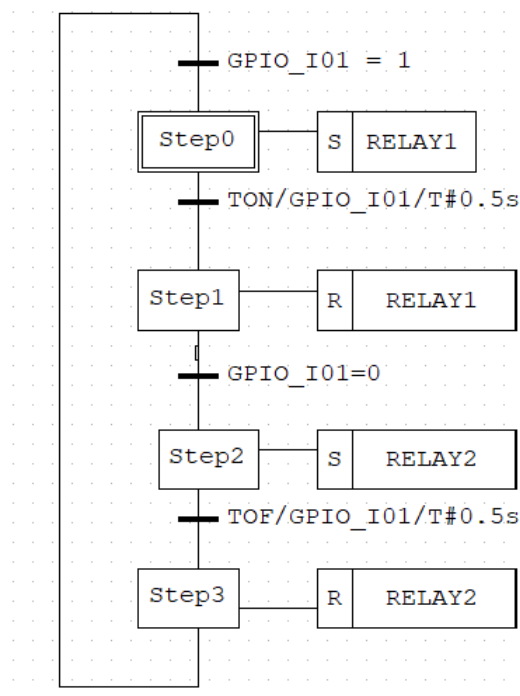 GPIO_I01 = 1
Step0 S RELAY1
TON/GPIO_I01/T#0.5s
Step1 R RELAY1
GPIO_I01=0
Step2 S RELAY2
TOF/GPIO_I01/T#0.5s
Step3 R RELAY2